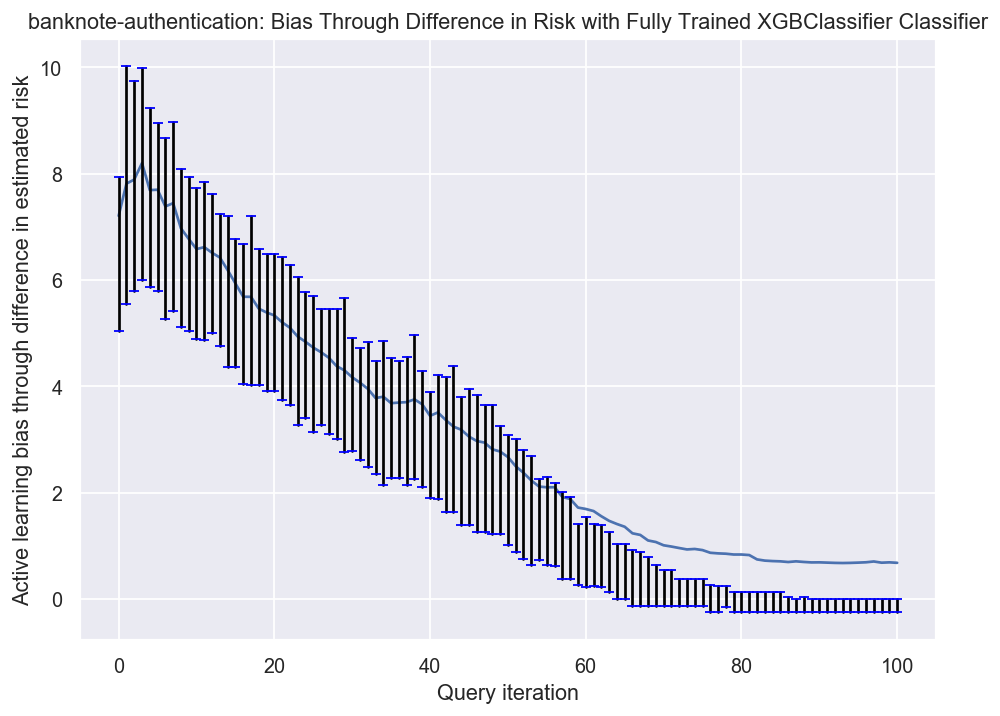 banknote-authentication: Bias Through Difference in Risk with Fully Trained XGBClassifier Classifier
Active learning bias through difference in estimated risk
10
8
6
4
2
0
0 20 40 60 80 100
Query iteration